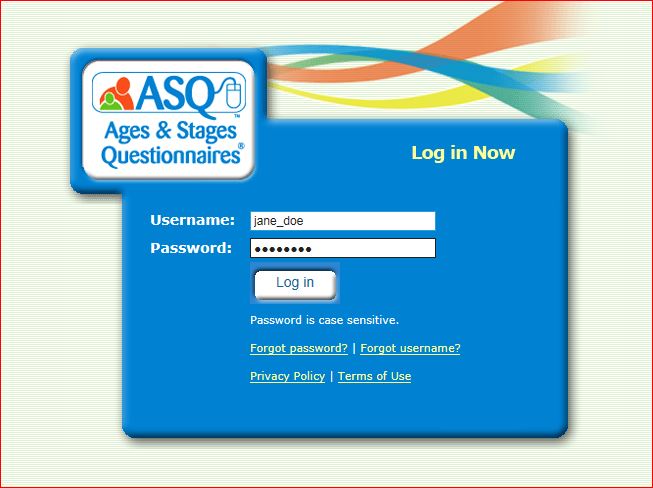 ASQ™
Ages & Stages
Questionnaires®
Log in Now
Username: jane_doe
Password: ●●●●●●●●
Log in
Password is case sensitive.
Forgot password? | Forgot username?
Privacy Policy | Terms of Use